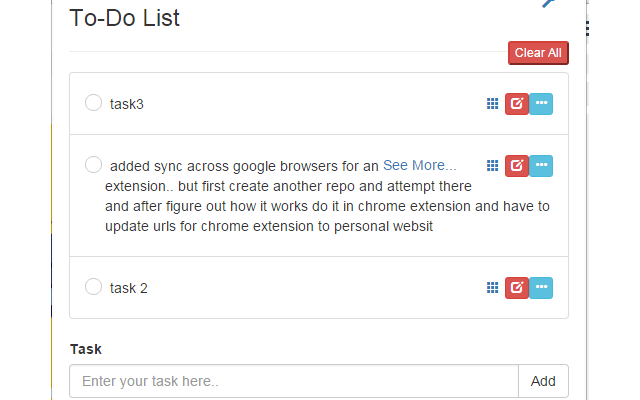 To-Do List
Clear All
task3
added sync across google browsers for an See More...
extension.. but first create another repo and attempt there
and after figure out how it works do it in chrome extension and have to
update urls for chrome extension to personal websit
task 2
Task
Enter your task here..
Add